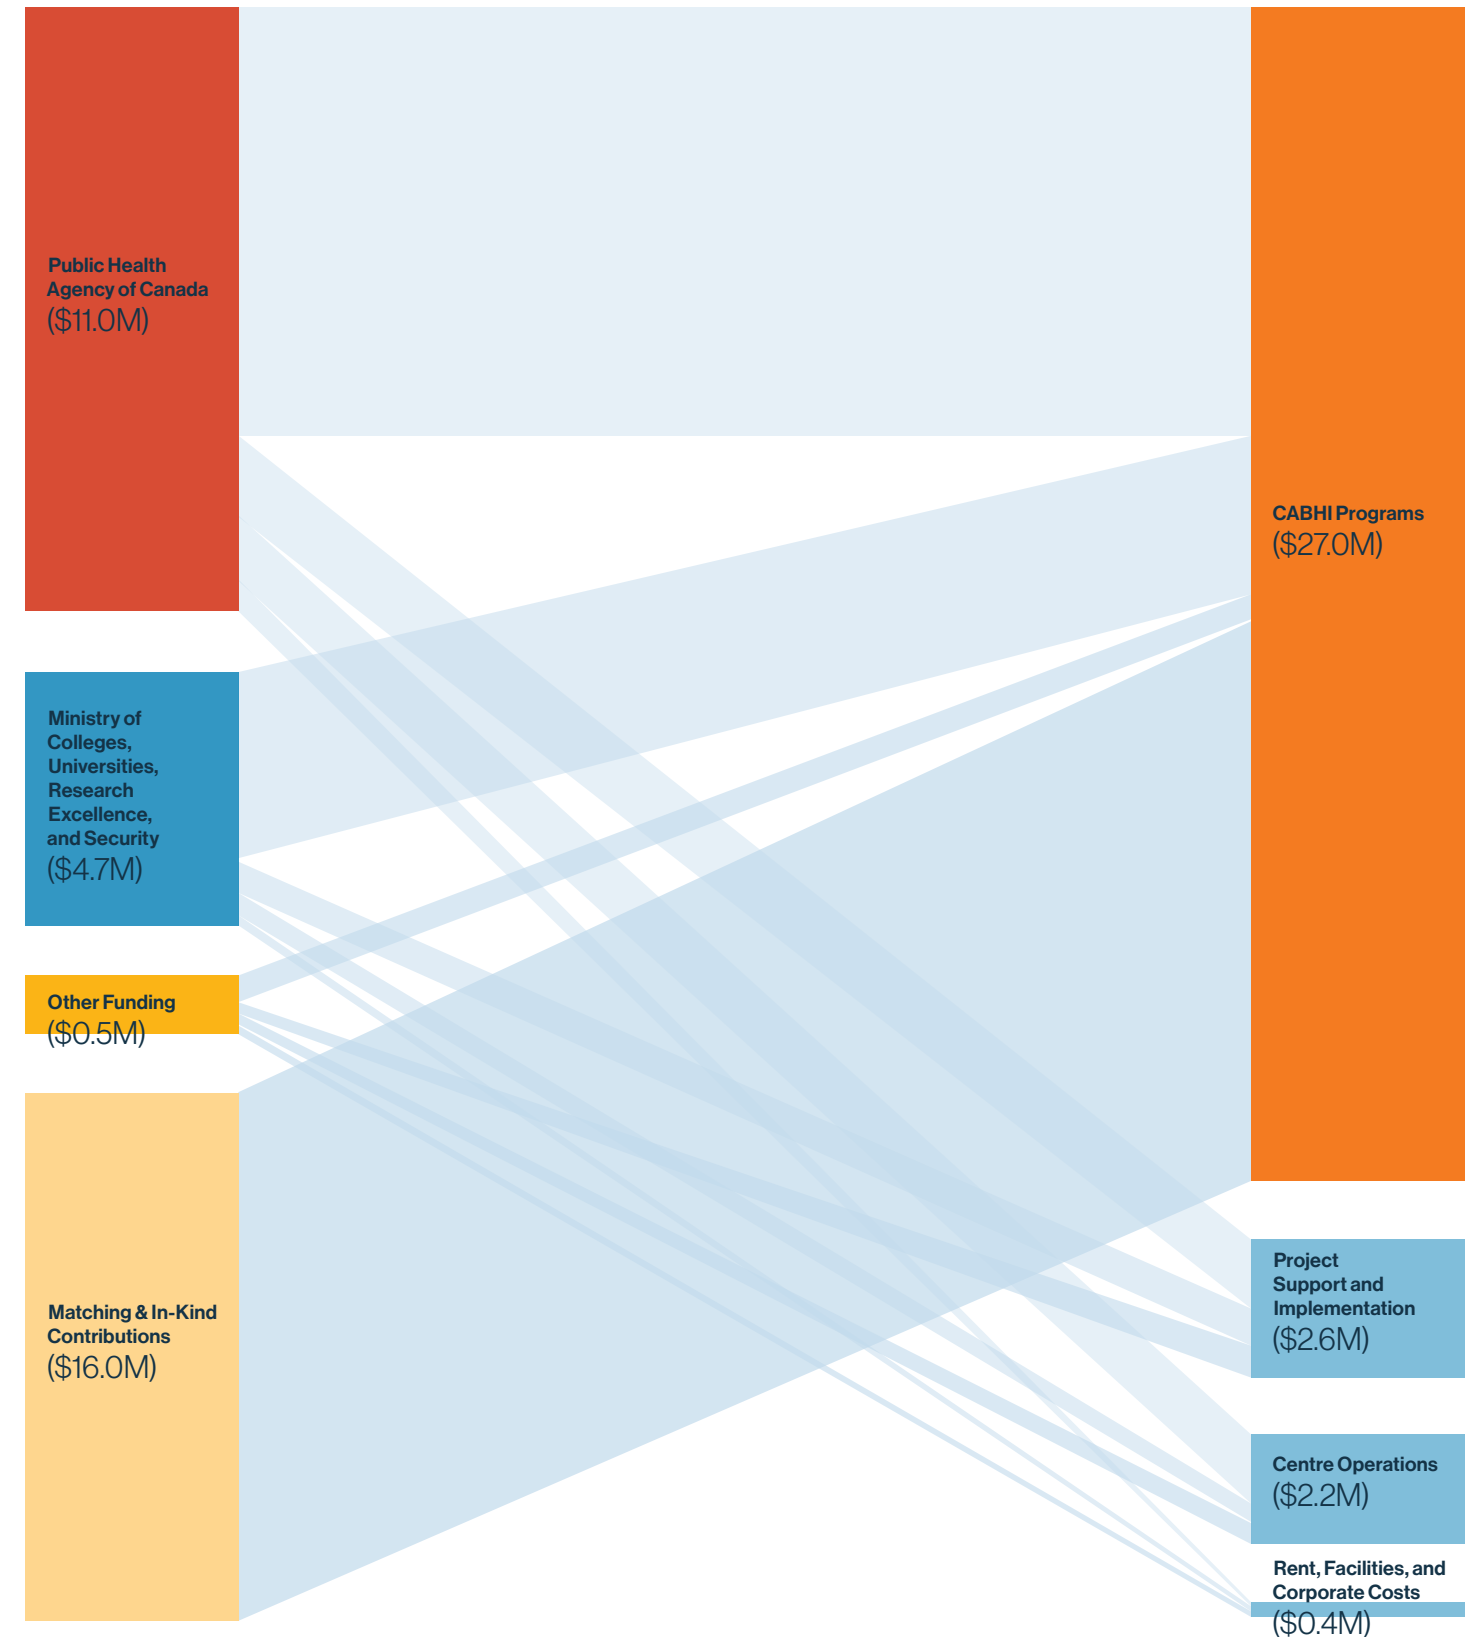 Public Health
Agency of Canada
($11.0M)
Ministry of
Colleges,
Universities,
Research
Excellence,
and Security
($4.7M)
Other Funding
($0.5M)
Matching & In-Kind
Contributions
($16.0M)
CABHI Programs
($27.0M)
Project
Support and
Implementation
($2.6M)
Centre Operations
($2.2M)
Rent, Facilities, and
Corporate Costs
($0.4M)